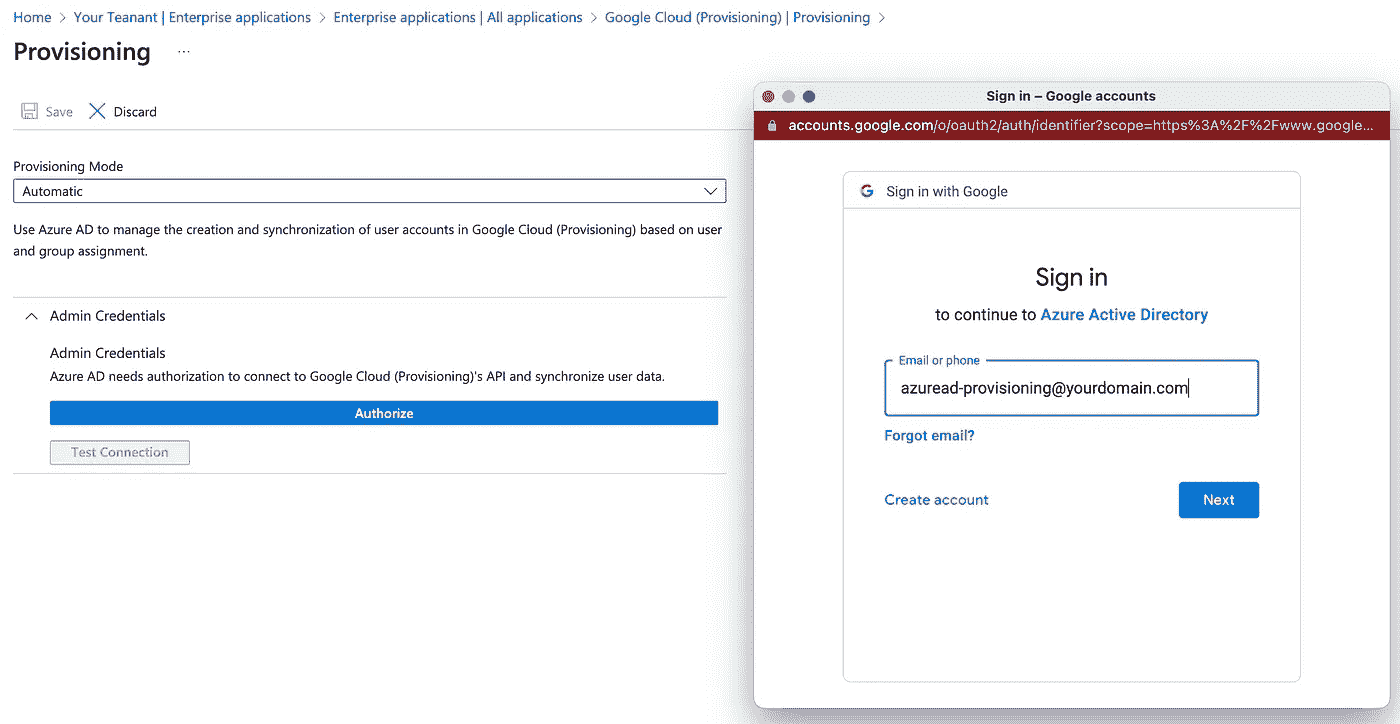 Home > Your Teanant | Enterprise applications > Enterprise applications | All applications > Google Cloud (Provisioning) | Provisioning >
Provisioning ...
Save Discard
Provisioning Mode
Automatic
Use Azure AD to manage the creation and synchronization of user accounts in Google Cloud (Provisioning) based on user
and group assignment.
Admin Credentials
Admin Credentials
Azure AD needs authorization to connect to Google Cloud (Provisioning)'s API and synchronize user data.
Authorize
Test Connection
Sign in – Google accounts
accounts.google.com/o/oauth2/auth/identifier?scope=https%3A%2F%2Fwww.google...
Sign in with Google
Sign in
to continue to Azure Active Directory
Email or phone
azuread-provisioning@yourdomain.com
Forgot email?
Create account
Next